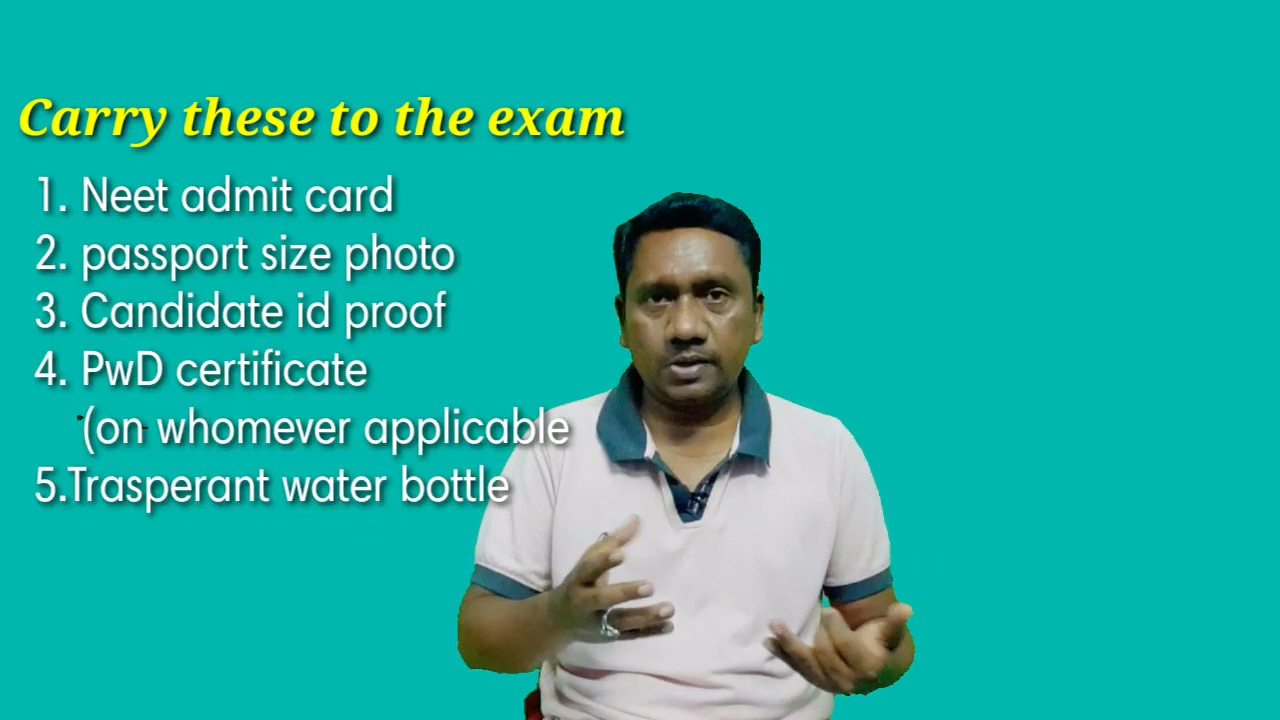 Carry these to the exam
1. Neet admit card
2. passport size photo
3. Candidate id proof
4. PwD certificate
(on whomever applicable
5.Trasperant water bottle